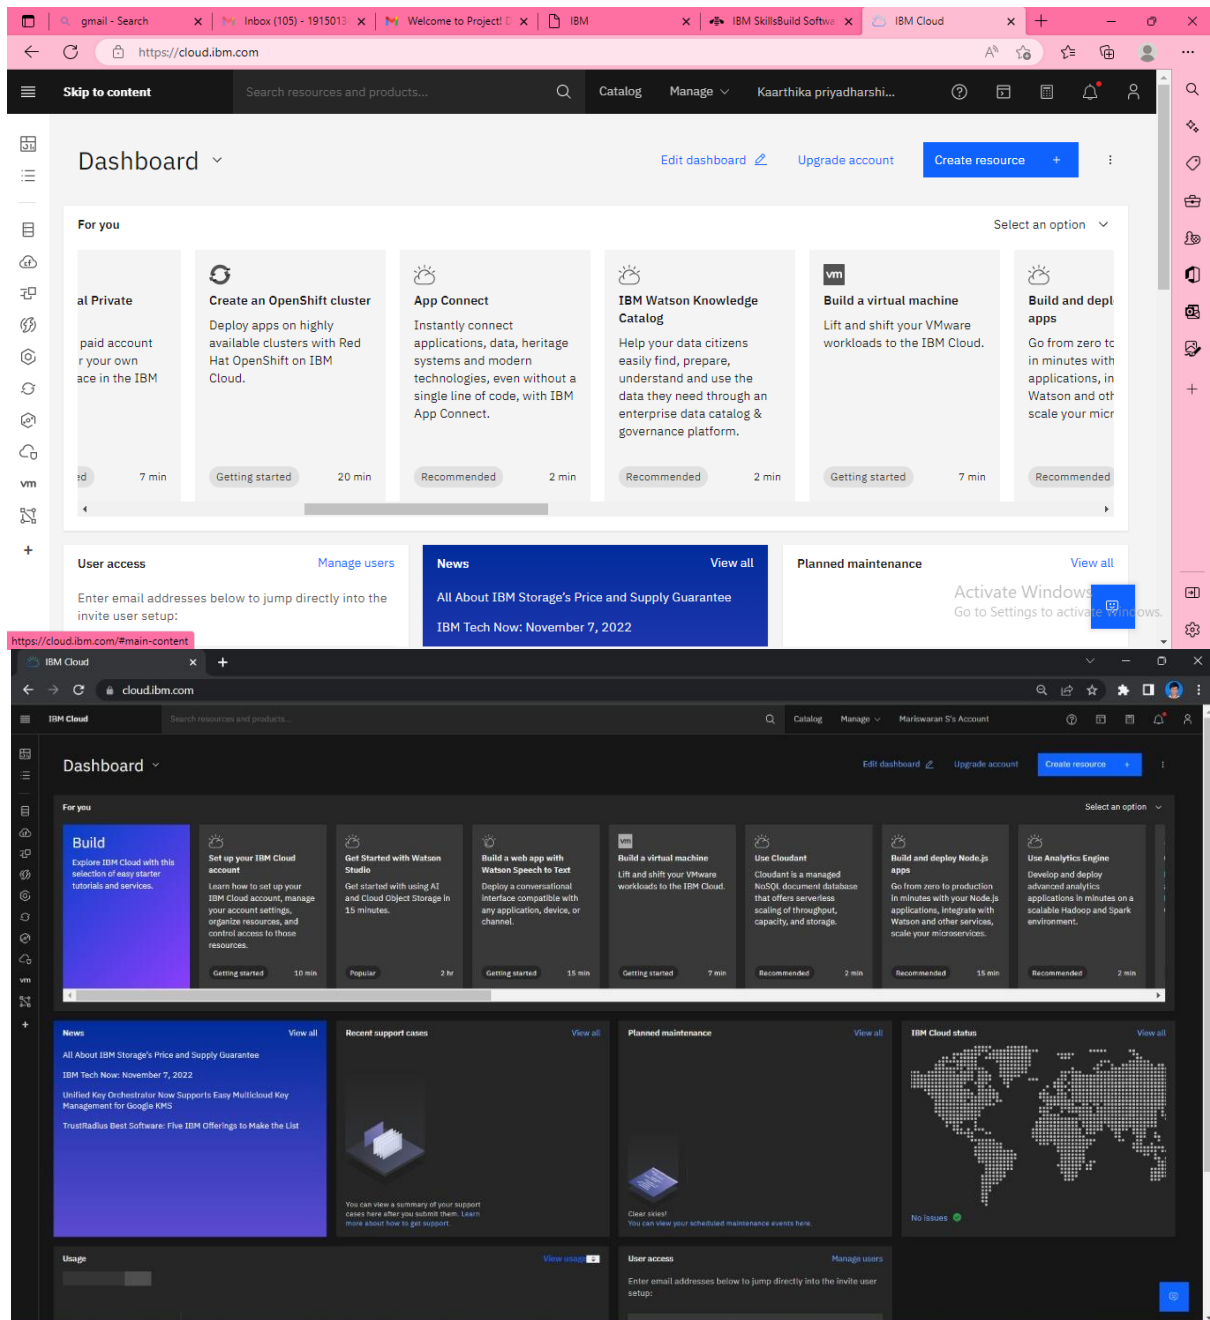 gmail - Search
Inbox (105) - 1915013
Welcome to Project! D
IBM
IBM SkillsBuild Softwa
IBM Cloud
https://cloud.ibm.com
Skip to content
Search resources and products...
Catalog
Manage
Kaarthika priyadharshi...
Dashboard
Edit dashboard
Upgrade account
Create resource +
For you
Select an option
al Private
paid account
r your own
ace in the IBM
ed
7 min
Create an OpenShift cluster
Deploy apps on highly
available clusters with Red
Hat OpenShift on IBM
Cloud.
Getting started
20 min
App Connect
Instantly connect
applications, data, heritage
systems and modern
technologies, even without a
single line of code, with IBM
App Connect.
Recommended
2 min
IBM Watson Knowledge
Catalog
Help your data citizens
easily find, prepare,
understand and use the
data they need through an
enterprise data catalog &
governance platform.
Recommended
2 min
vm
Build a virtual machine
Lift and shift your VMware
workloads to the IBM Cloud.
Getting started
7 min
Build and depl
apps
Go from zero to
in minutes with
applications, in
Watson and oth
scale your micr
Recommended
vm
User access
Manage users
Enter email addresses below to jump directly into the
invite user setup:
News
View all
All About IBM Storage's Price and Supply Guarantee
IBM Tech Now: November 7, 2022
Planned maintenance
View all
Activate Windows
Go to Settings to activate Windows.
https://cloud.ibm.com/#main-content
IBM Cloud
cloud.ibm.com
IBM Cloud
Search resources and products...
Catalog
Manage
Mariswaran S's Account
Dashboard
Edit dashboard
Upgrade account
Create resource +
For you
Select an option
Build
Explore IBM Cloud with this
selection of easy starter
tutorials and services.
Set up your IBM Cloud
account
Learn how to set up your
IBM Cloud account, manage
your account settings,
organize resources, and
control access to those
resources.
Getting started
10 min
Get Started with Watson
Studio
Get started with using AI
and Cloud Object Storage in
15 minutes.
Popular
2 hr
Build a web app with
Watson Speech to Text
Deploy a conversational
interface compatible with
any application, device, or
channel.
Getting started
15 min
vm
Build a virtual machine
Lift and shift your VMware
workloads to the IBM Cloud.
Getting started
7 min
Use Cloudant
Cloudant is a managed
NoSQL document database
that offers serverless
scaling of throughput,
capacity, and storage.
Recommended
2 min
Build and deploy Node.js
apps
Go from zero to production
in minutes with your Node.js
applications, integrate with
Watson and other services,
scale your microservices.
Recommended
15 min
Use Analytics Engine
Develop and deploy
advanced analytics
applications in minutes on a
scalable Hadoop and Spark
environment.
Recommended
2 min
vm
News
View all
All About IBM Storage's Price and Supply Guarantee
IBM Tech Now: November 7, 2022
Unified Key Orchestrator Now Supports Easy Multicloud Key
Management for Google KMS
TrustRadius Best Software: Five IBM Offerings to Make the List
Recent support cases
View all
You can view a summary of your support
cases here after you submit them. Learn
more about how to get support.
Planned maintenance
View all
Clear skies!
You can view your scheduled maintenance events here.
IBM Cloud status
View all
No issues
Usage
View usage
User access
Manage users
Enter email addresses below to jump directly into the invite user
setup: